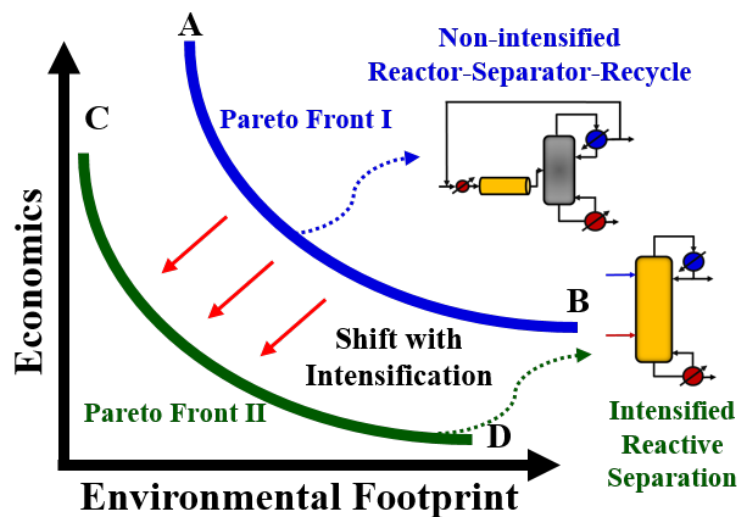 A
Non-intensified
Reactor-Separator-Recycle
C
Pareto Front I
Economics
B
Shift with
Intensification
Pareto Front II
D
Intensified
Reactive
Separation
Environmental Footprint